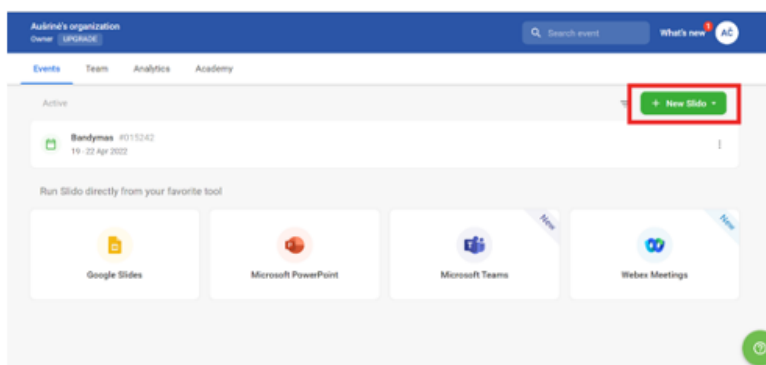 Aušrinė's organization
Owner UPGRADE
Search event
What's new
AČ
Events Team Analytics Academy
Active
+ New Slido
Bandymas #015242
19 - 22 Apr 2022
Run Slido directly from your favorite tool
Google Slides
Microsoft PowerPoint
New
Microsoft Teams
New
Webex Meetings